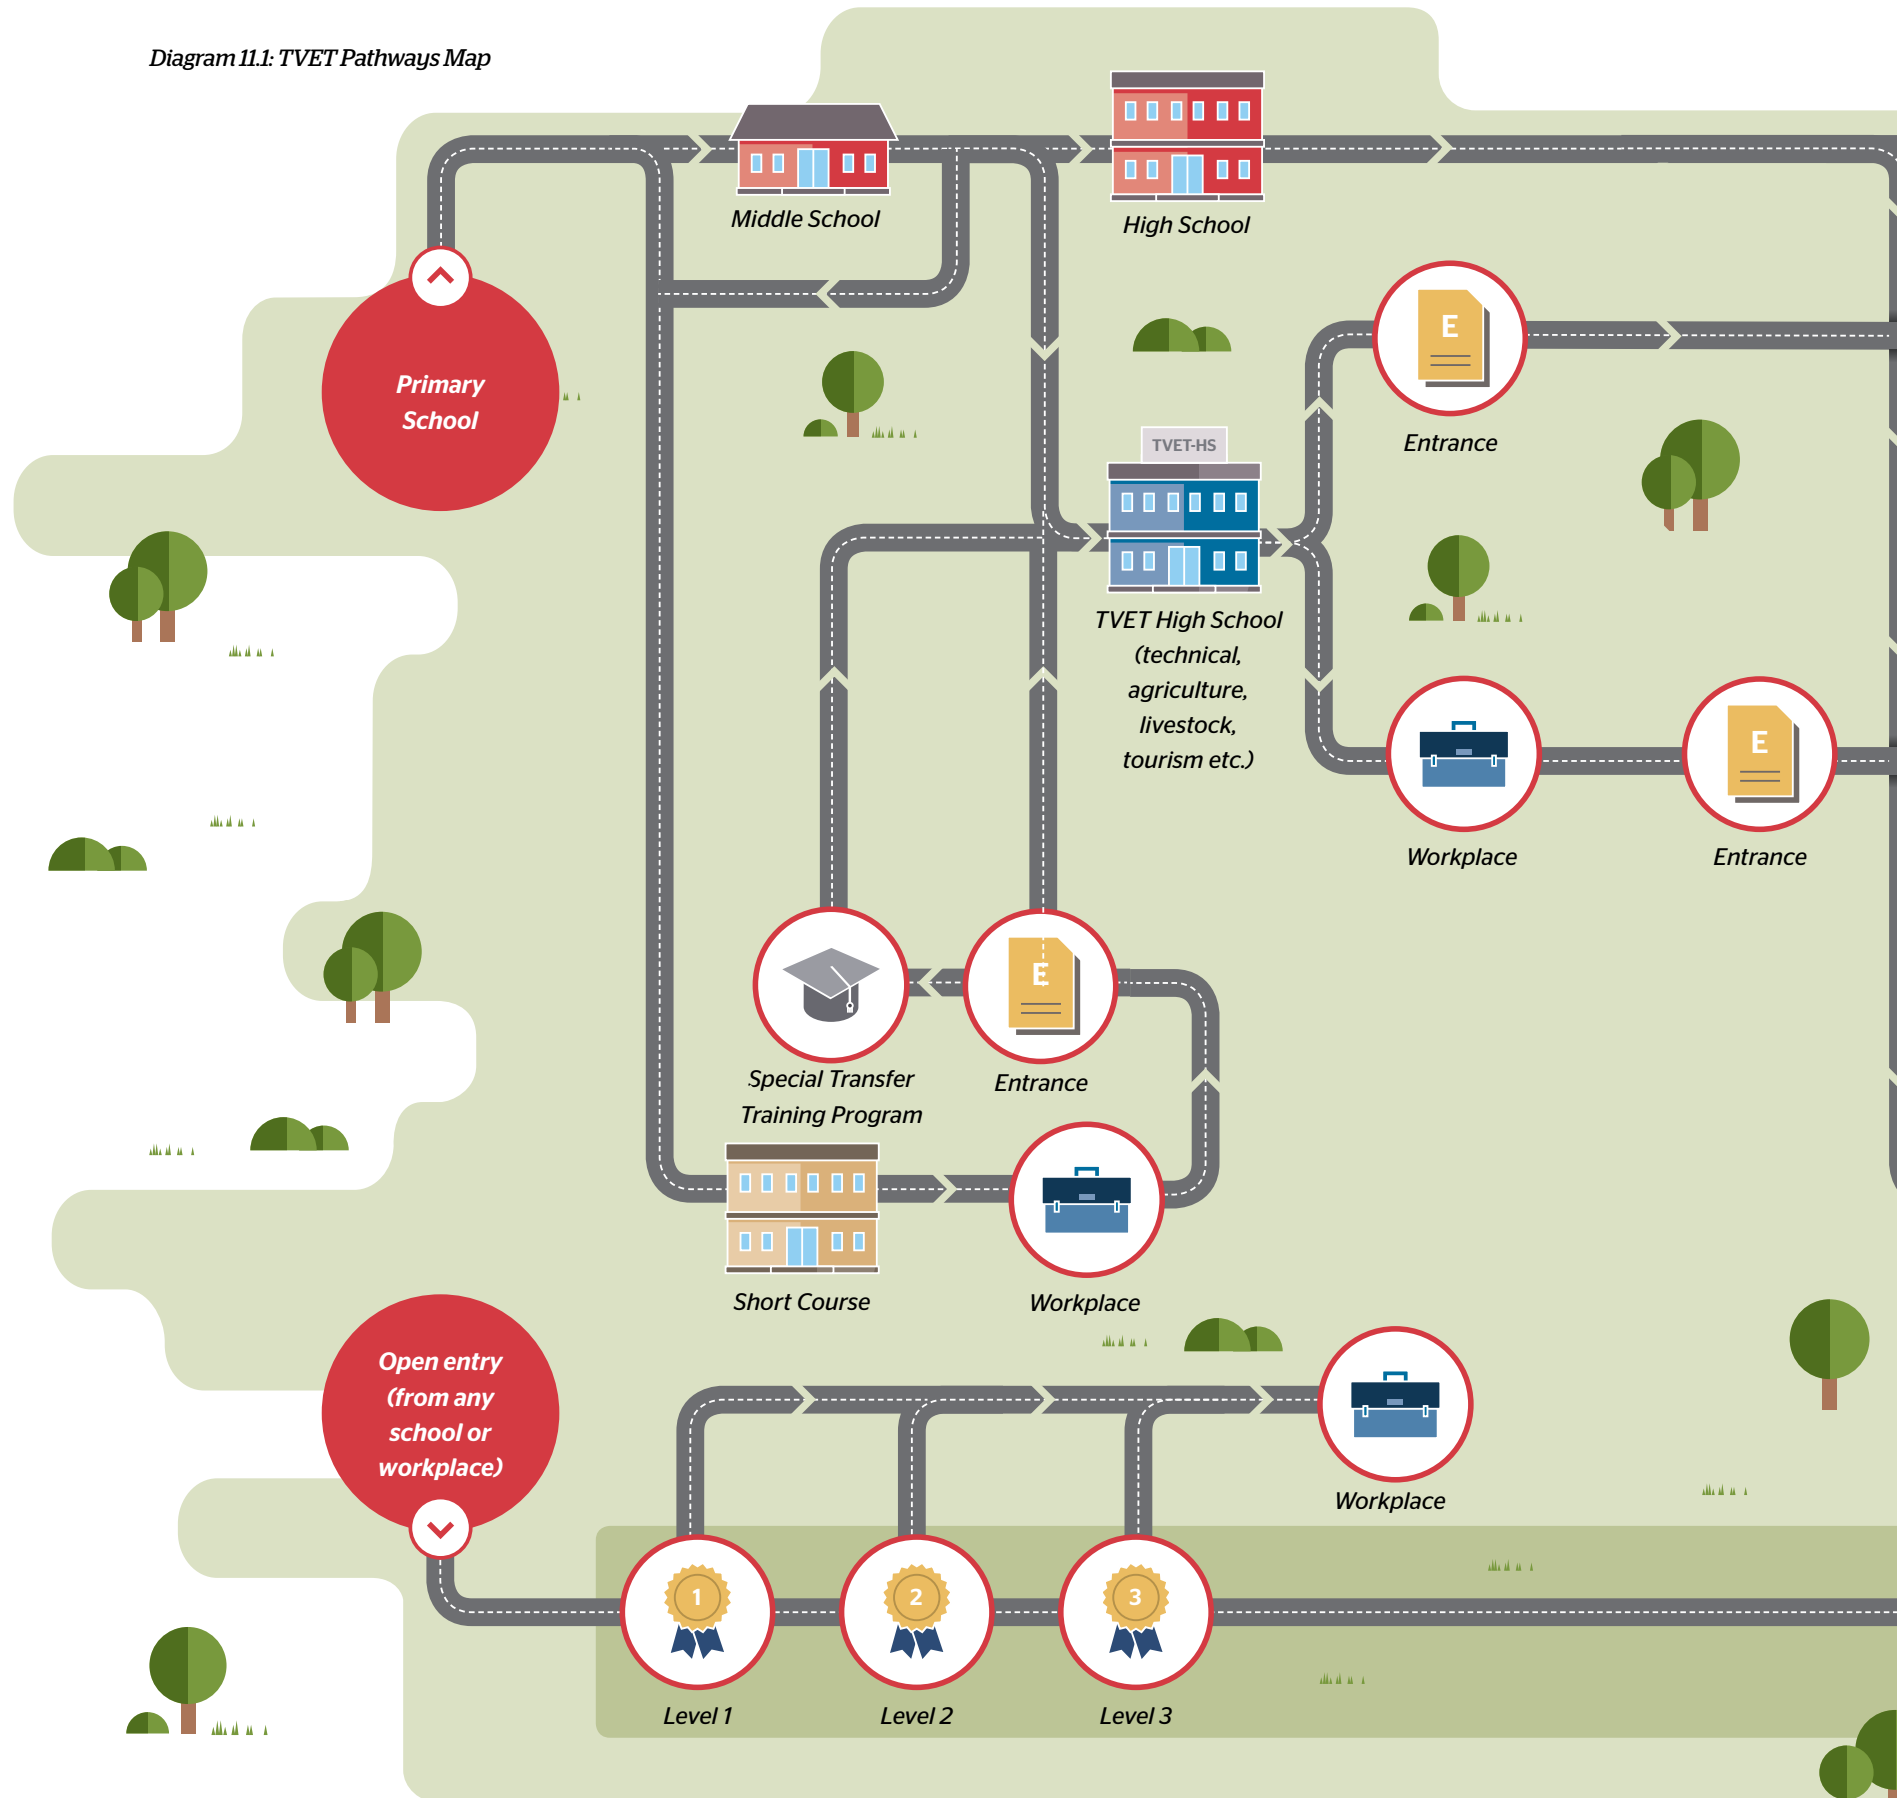 Diagram 11.1: TVET Pathways Map
Middle School
High School
Primary
School
E
Entrance
TVET-HS
TVET High School
(technical,
agriculture,
livestock,
tourism etc.)
Workplace
E
Entrance
Special Transfer
Training Program
E
Entrance
Short Course
Workplace
Open entry
(from any
school or
workplace)
Workplace
1
Level 1
2
Level 2
3
Level 3